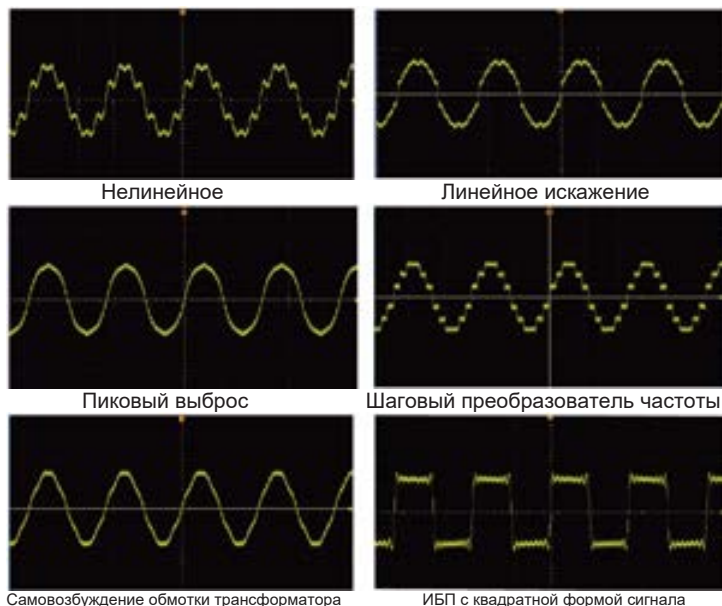 Нелинейное
Линейное искажение
Пиковый выброс
Шаговый преобразователь частоты
Самовозбуждение обмотки трансформатора
ИБП с квадратной формой сигнала